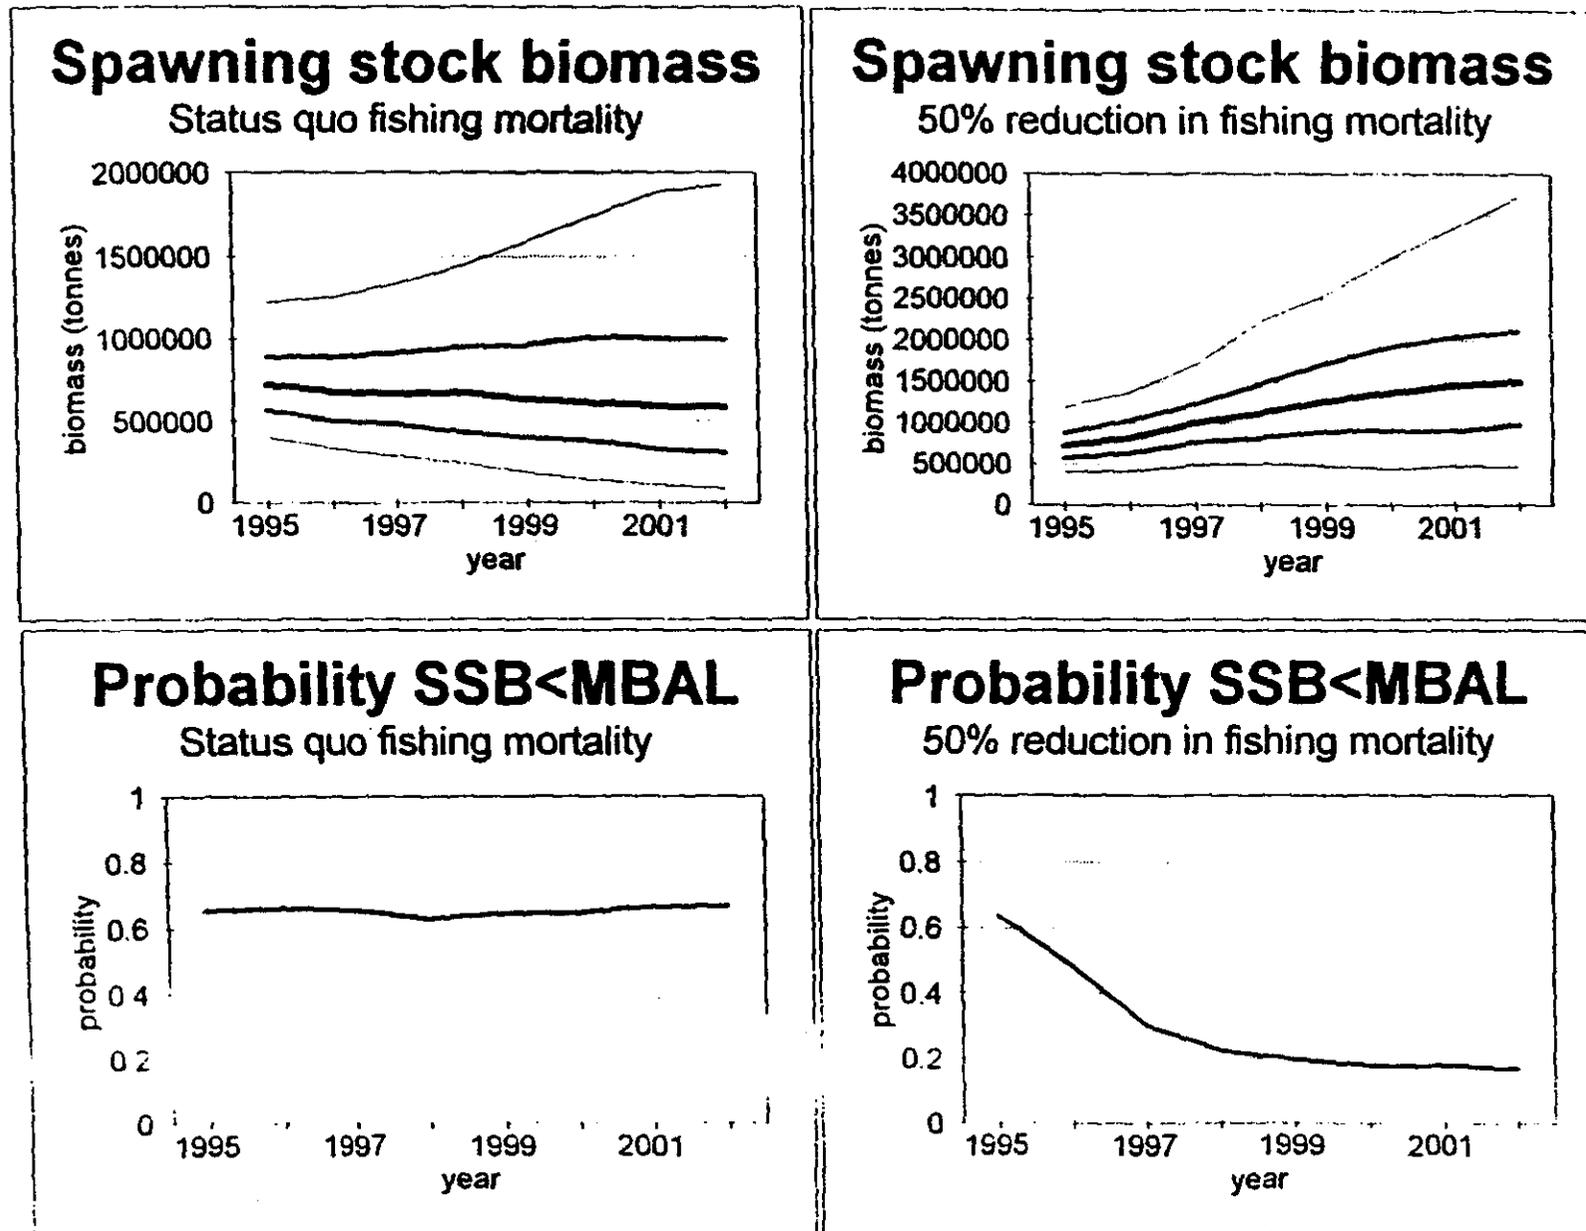 Spawning stock biomass
Status quo fishing mortality
2000000
1500000
1000000
500000
0
biomass (tonnes)
1995 1997 1999 2001
year
Spawning stock biomass
50% reduction in fishing mortality
4000000
3500000
3000000
2500000
2000000
1500000
1000000
500000
0
biomass (tonnes)
1995 1997 1999 2001
year
Probability SSB<MBAL
Status quo fishing mortality
1
0.8
0.6
0 4
0 2
0
probability
1995 1997 1999 2001
year
Probability SSB<MBAL
50% reduction in fishing mortality
1
0.8
0.6
0.4
0.2
0
probability
1995 1997 1999 2001
year